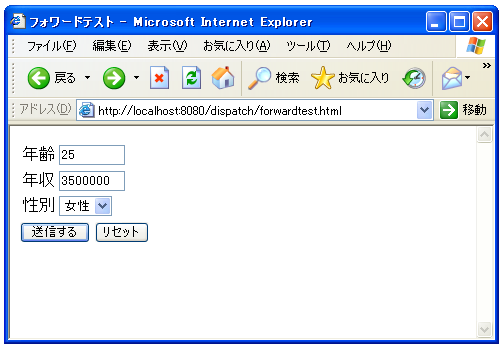 フォワードテスト - Microsoft Internet Explorer
ファイル(F) 編集(E) 表示(V) お気に入り(A) ツール(T) ヘルプ(H)
戻る 検索 お気に入り
アドレス(D) http://localhost:8080/dispatch/forwardtest.html 移動
年齢 25
年収 3500000
性別 女性
送信する リセット